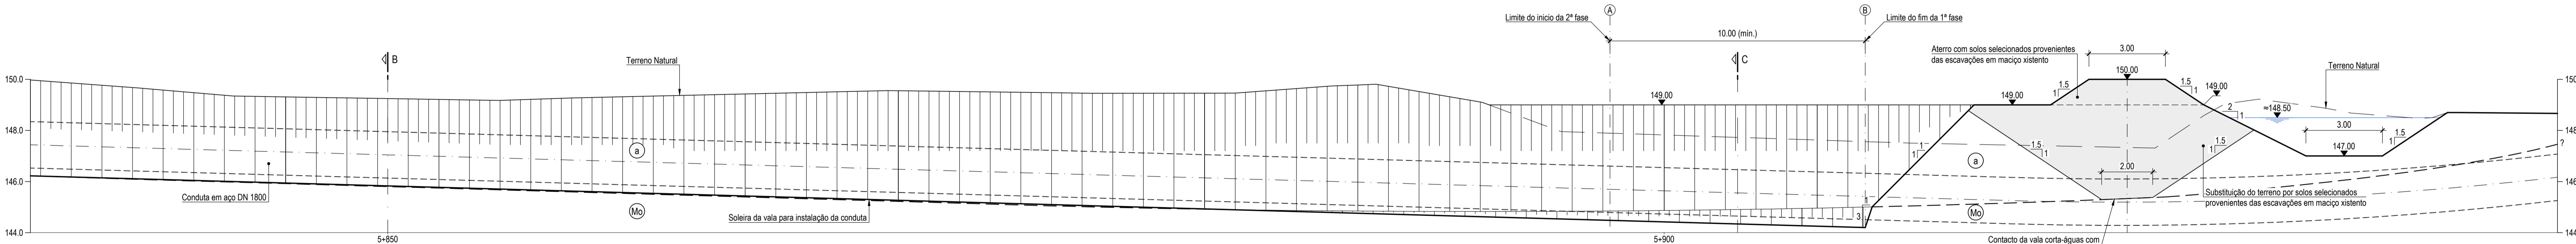 A
B
Limite do inicio da 2ª fase
Limite do fim da 1ª fase
10.00 (min.)
B
C
Terreno Natural
Aterro com solos selecionados provenientes
das escavações em maciço xistento
3.00
150.00
Terreno Natural
1.5
1
1.5
1
149.00
149.00
149.00
2
1
≈148.50
3.00
147.00
1.5
1
150.0
148.0
146.0
144.0
150
148
146
14
?
a
a
Mo
Mo
1
1
1.5
1
1.5
1
2.00
1
3
Conduta em aço DN 1800
Soleira da vala para instalação da conduta
Substituição do terreno por solos selecionados
provenientes das escavações em maciço xistento
Contacto da vala corta-águas com
5+850
5+900